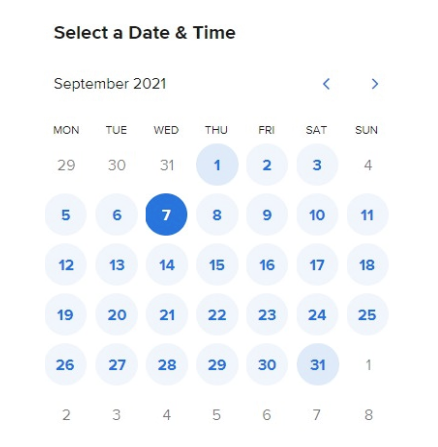 Select a Date & Time
September 2021
MON TUE WED THU FRI SAT SUN
29 30 31 1 2 3 4
5 6 7 8 9 10 11
12 13 14 15 16 17 18
19 20 21 22 23 24 25
26 27 28 29 30 31 1
2 3 4 5 6 7 8